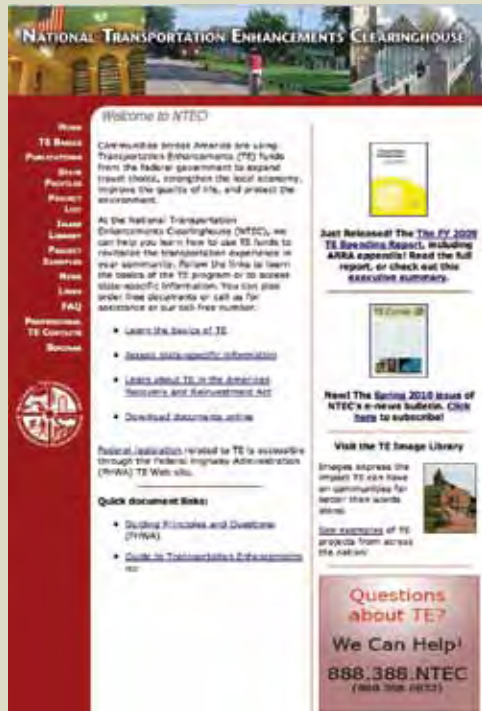 NATIONAL TRANSPORTATION ENHANCEMENTS CLEARINGHOUSE
HOME
TE BASICS
PUBLICATIONS
STATE
PROFILES
PROJECT
LIST
IMAGE
LIBRARY
PROJECT
EXAMPLES
NEWS
LINKS
FAQ
PROFESSIONAL
TE CONTACTS
Welcome to NTEC!
Communities across America are using
Transportation Enhancements (TE) funds
from the federal government to expand
travel choice, strengthen the local economy,
improve the quality of life, and protect the
environment.
At the National Transportation
Enhancements Clearinghouse (NTEC), we
can help you learn how to use TE funds to
revitalize the transportation experience in
your community. Follow the links to learn
the basics of the TE program or to access
state-specific information. You can also
order free documents or call us for
assistance at our toll-free number.
• Learn the basics of TE
• Access state-specific information
• Learn about TE in the American
Recovery and Reinvestment Act
• Download documents online
Federal legislation related to TE is accessible
through the Federal Highway Administration
(FHWA) TE Web site.
Quick document links:
• Guiding Principles and Questions
(FHWA)
• Guide to Transportation Enhancements
Just Released! The The FY 2009
TE Spending Report, including
ARRA appendix! Read the full
report, or check out this
executive summary.
New! The Spring 2010 issue of
NTEC's e-news bulletin. Click
here to subscribe!
Visit the TE Image Library
Images express the
impact TE can have
on communities far
better than words
alone.
See examples of TE
projects from across
the nation!
Questions
about TE?
We Can Help!
888.388.NTEC
(888.388.6832)